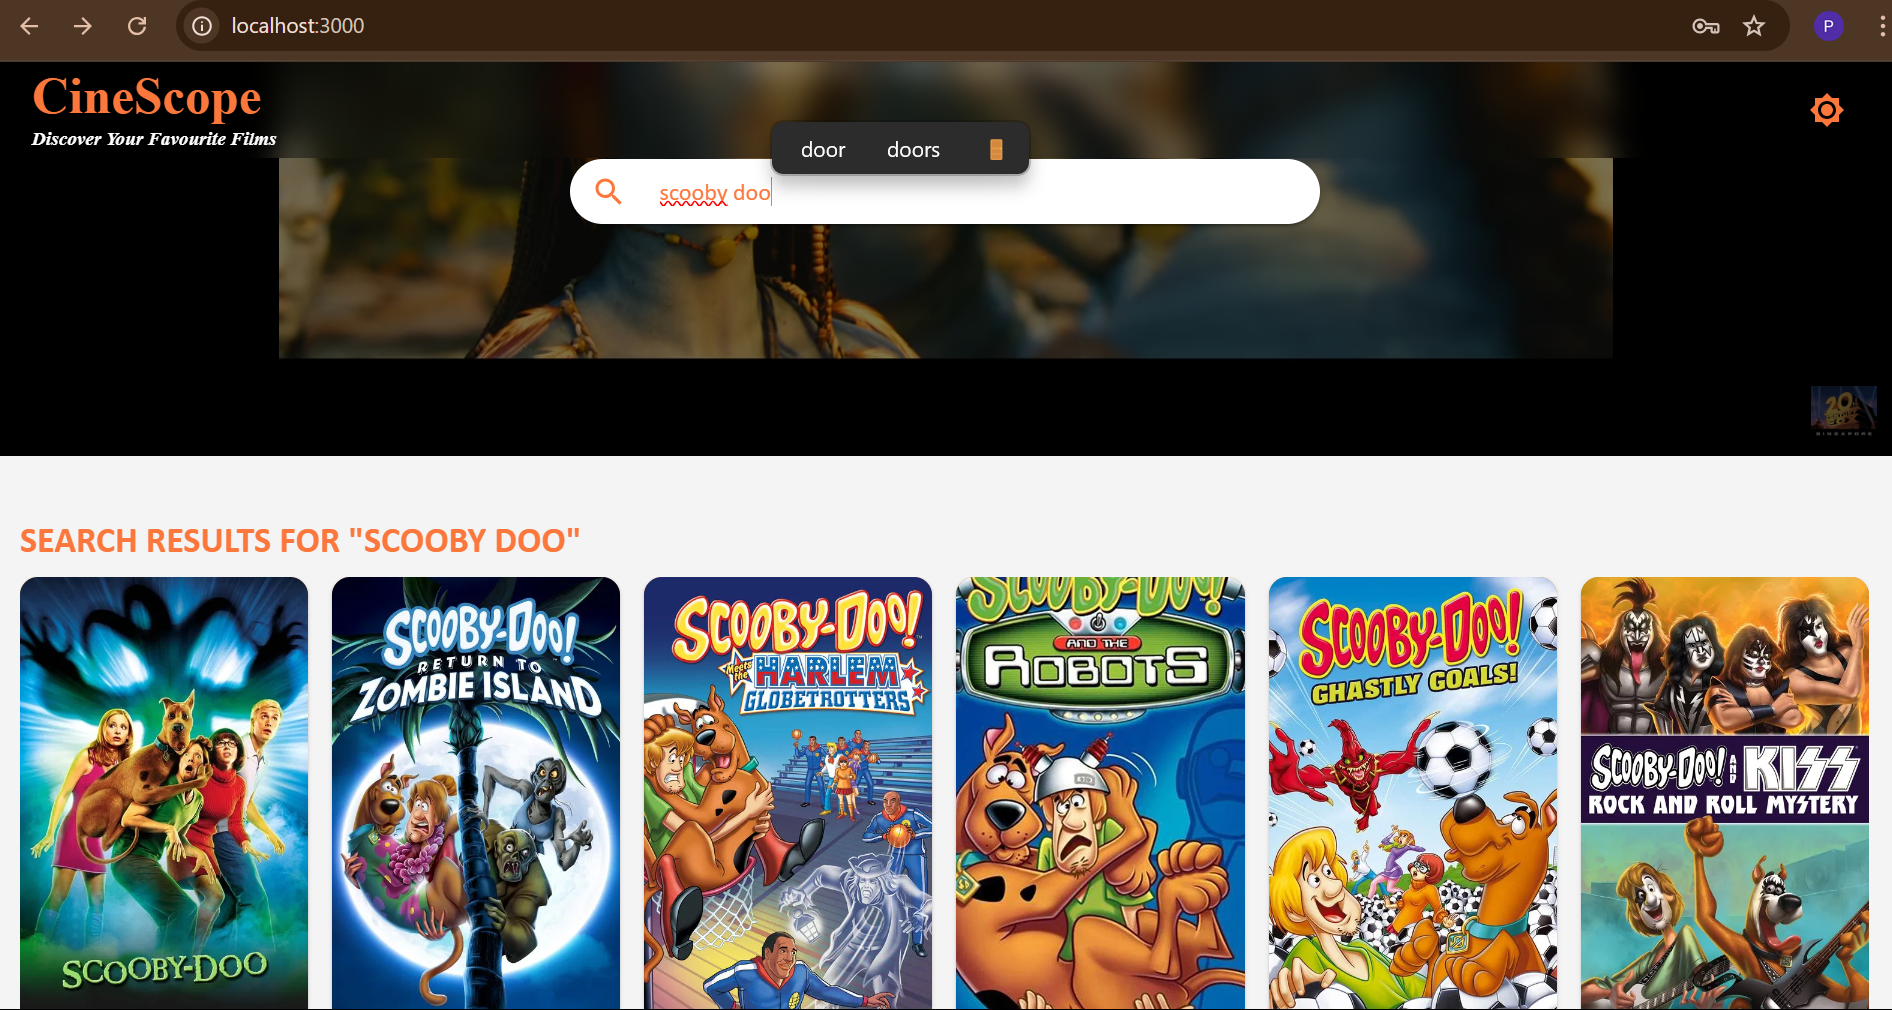 localhost:3000
P
CineScope
Discover Your Favourite Films
door doors
scooby doo
20
SINGAPORE
SEARCH RESULTS FOR "SCOOBY DOO"
SCOOBY-DOO
SCOOBY-DOO!
RETURN TO
ZOMBIE ISLAND
SCOOBY-DOO!
Meets the HARLEM
GLOBETROTTERS
SCOOBY-DOO!
AND THE
ROBOTS
SCOOBY-DOO!
GHASTLY GOALS!
SCOOBY-DOO! AND KISS
ROCK AND ROLL MYSTERY